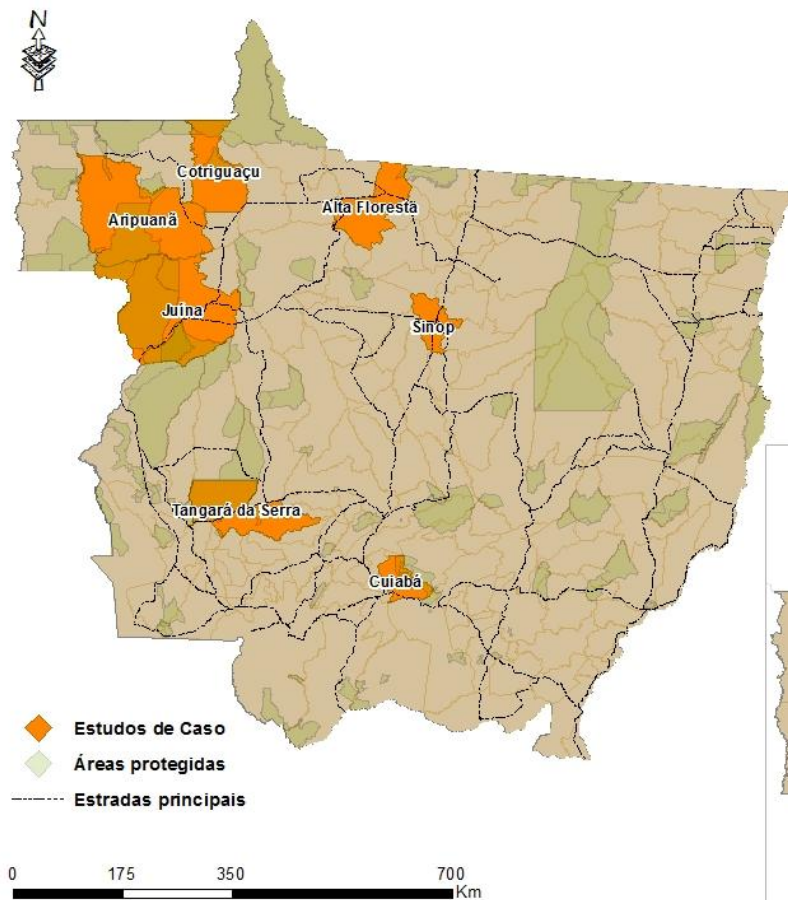 N
Cotriguaçu
Aripuanã
Alta Florestã
Juína
Sinop
Tangará da Serra
Cuiabá
Estudos de Caso
Áreas protegidas
Estradas principais
0 175 350 700
Km